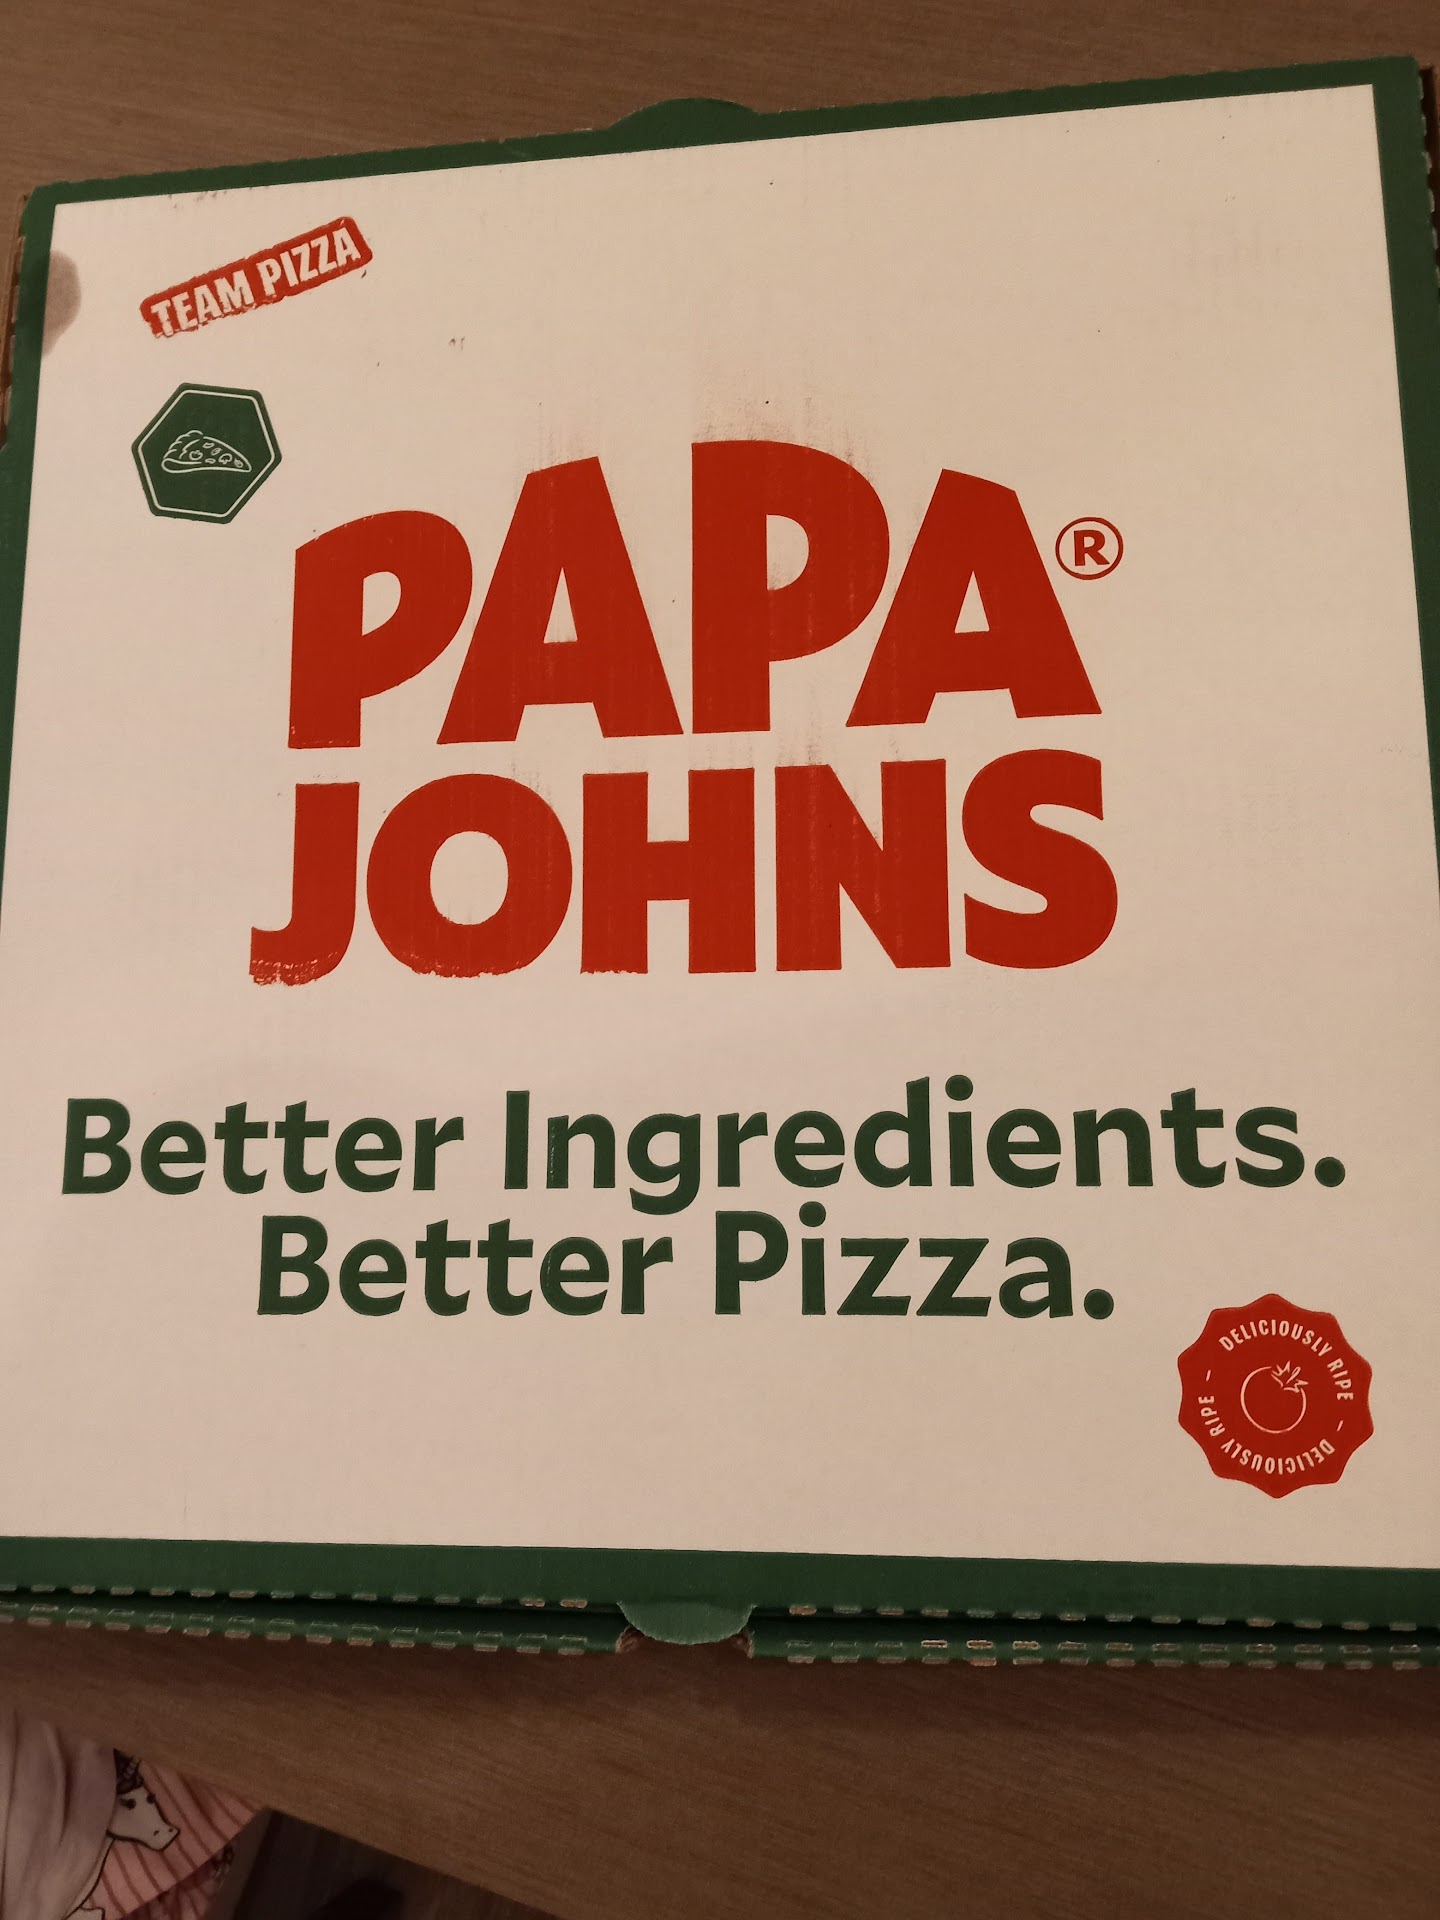 TEAM PIZZA
PAPA®
JOHNS
Better Ingredients.
Better Pizza.
DELICIOUSLY RIPE - DELICIOUSLY RIPE -